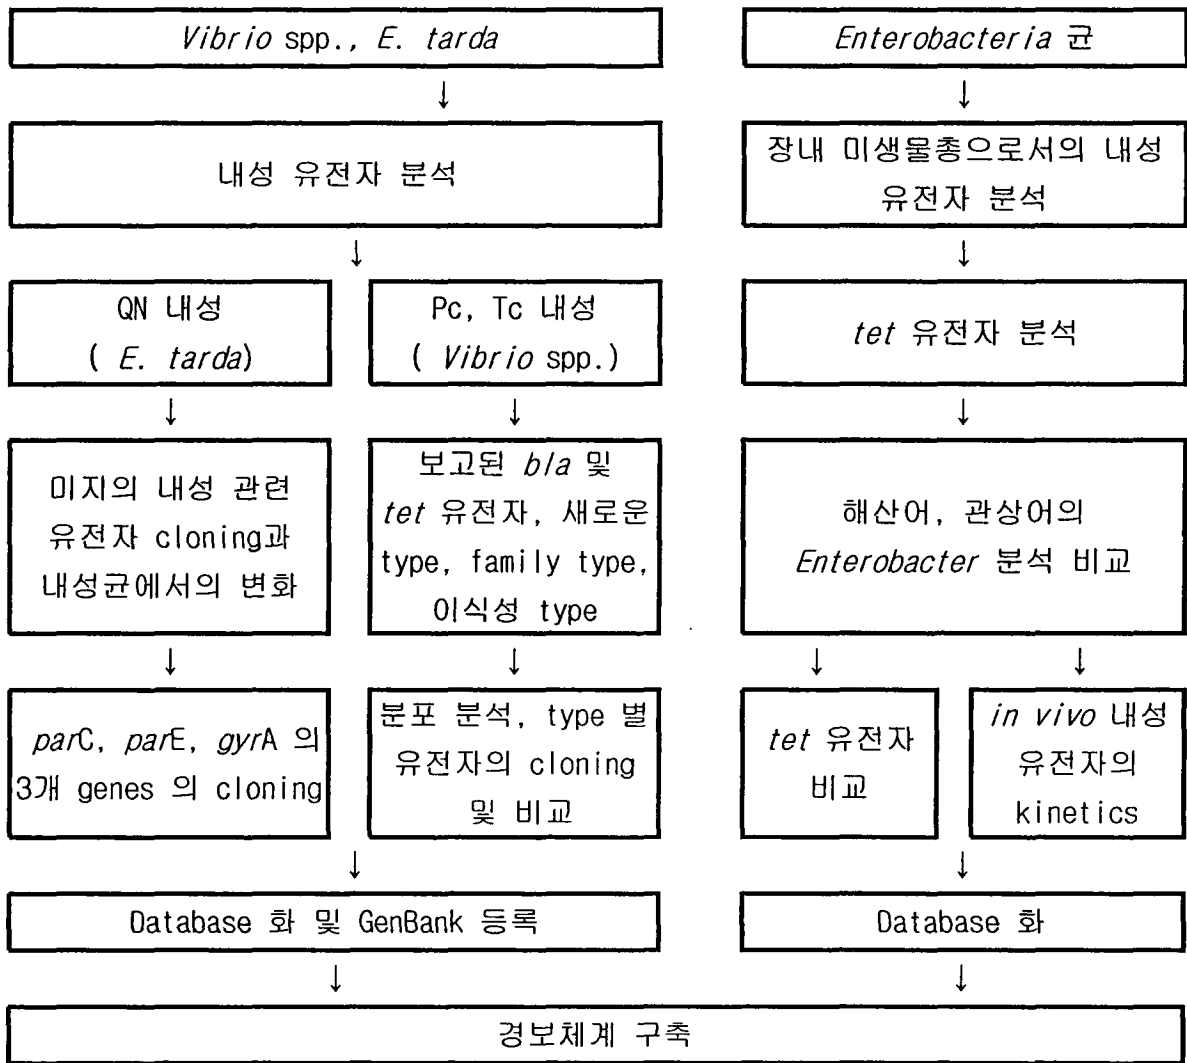 Vibrio spp., E. tarda
Enterobacteria 균
↓
↓
내성 유전자 분석
장내 미생물총으로서의 내성
유전자 분석
↓
↓
QN 내성
( E. tarda)
Pc, Tc 내성
( Vibrio spp.)
tet 유전자 분석
↓
↓
↓
미지의 내성 관련
유전자 cloning과
내성균에서의 변화
보고된 bla 및
tet 유전자, 새로운
type, family type,
이식성 type
해산어, 관상어의
Enterobacter 분석 비교
↓
↓
↓
↓
parC, parE, gyrA 의
3개 genes 의 cloning
분포 분석, type 별
유전자의 cloning
및 비교
tet 유전자
비교
in vivo 내성
유전자의
kinetics
↓
↓
Database 화 및 GenBank 등록
Database 화
↓
↓
경보체계 구축